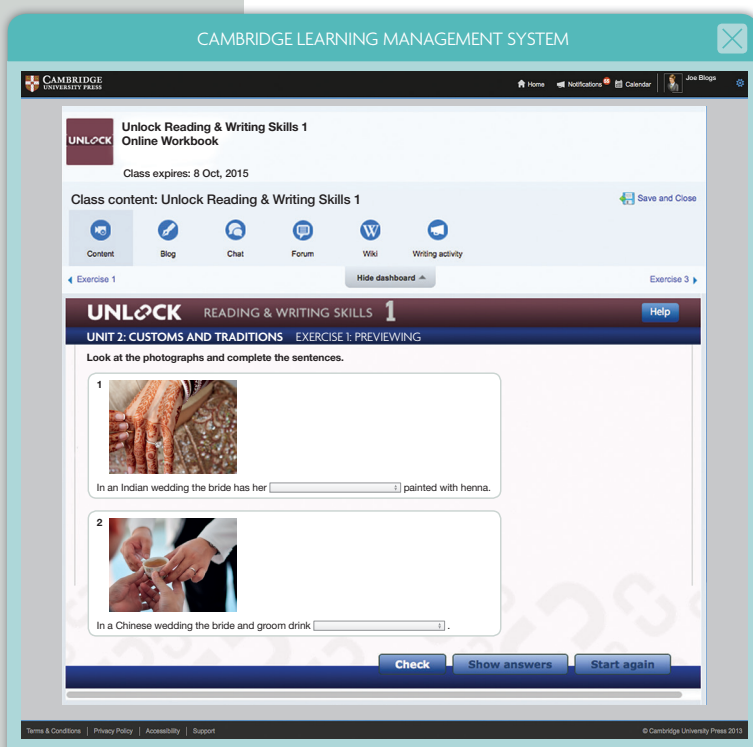 CAMBRIDGE LEARNING MANAGEMENT SYSTEM
CAMBRIDGE
UNIVERSITY PRESS
Home Notifications Calendar Joe Blogs
UNLOCK
Unlock Reading & Writing Skills 1
Online Workbook
Class expires: 8 Oct, 2015
Class content: Unlock Reading & Writing Skills 1
Save and Close
Content Blog Chat Forum Wiki Writing activity
Exercise 1 Hide dashboard Exercise 3
UNLOCK READING & WRITING SKILLS 1 Help
UNIT 2: CUSTOMS AND TRADITIONS EXERCISE 1: PREVIEWING
Look at the photographs and complete the sentences.
1
In an Indian wedding the bride has her painted with henna.
2
In a Chinese wedding the bride and groom drink .
Check Show answers Start again
Terms & Conditions | Privacy Policy | Accessibility | Support © Cambridge University Press 2013